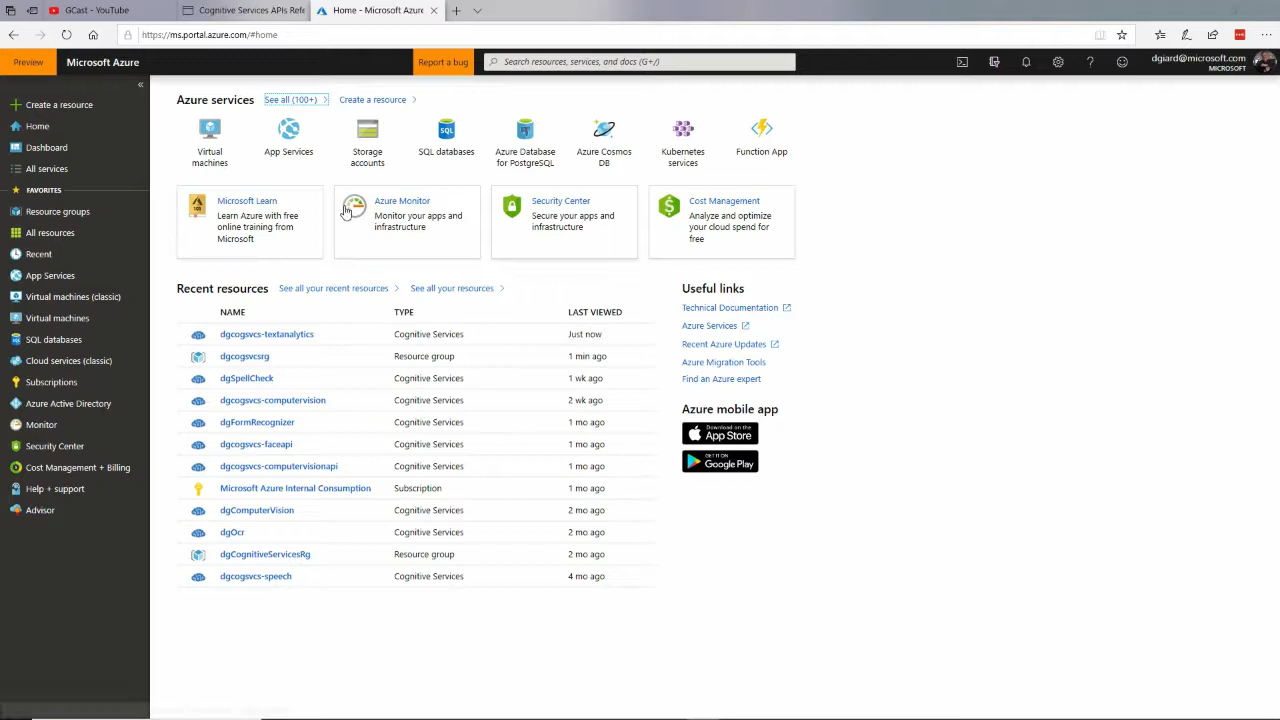 GCast - YouTube
Cognitive Services APIs Refe
Home - Microsoft Azure
https://ms.portal.azure.com/#home
Preview
Microsoft Azure
Report a bug
Search resources, services, and docs (G+/)
dgiard@microsoft.com
MICROSOFT
«
Create a resource
Home
Dashboard
All services
FAVORITES
Resource groups
All resources
Recent
App Services
Virtual machines (classic)
Virtual machines
SQL databases
Cloud services (classic)
Subscriptions
Azure Active Directory
Monitor
Security Center
Cost Management + Billing
Help + support
Advisor
Azure services
See all (100+)
Create a resource
Virtual
machines
App Services
Storage
accounts
SQL
SQL databases
Azure Database
for PostgreSQL
Azure Cosmos
DB
Kubernetes
services
Function App
Microsoft Learn
Learn Azure with free
online training from
Microsoft
Azure Monitor
Monitor your apps and
infrastructure
Security Center
Secure your apps and
infrastructure
Cost Management
Analyze and optimize
your cloud spend for
free
Recent resources
See all your recent resources
See all your resources
NAME TYPE LAST VIEWED
dgcogsvcs-textanalytics Cognitive Services Just now
dgcogsvcsrg Resource group 1 min ago
dgSpellCheck Cognitive Services 1 wk ago
dgcogsvcs-computervision Cognitive Services 2 wk ago
dgFormRecognizer Cognitive Services 1 mo ago
dgcogsvcs-faceapi Cognitive Services 1 mo ago
dgcogsvcs-computervisionapi Cognitive Services 1 mo ago
Microsoft Azure Internal Consumption Subscription 1 mo ago
dgComputerVision Cognitive Services 2 mo ago
dgOcr Cognitive Services 2 mo ago
dgCognitiveServicesRg Resource group 2 mo ago
dgcogsvcs-speech Cognitive Services 4 mo ago
Useful links
Technical Documentation
Azure Services
Recent Azure Updates
Azure Migration Tools
Find an Azure expert
Azure mobile app
Download on the
App Store
GET IT ON
Google Play